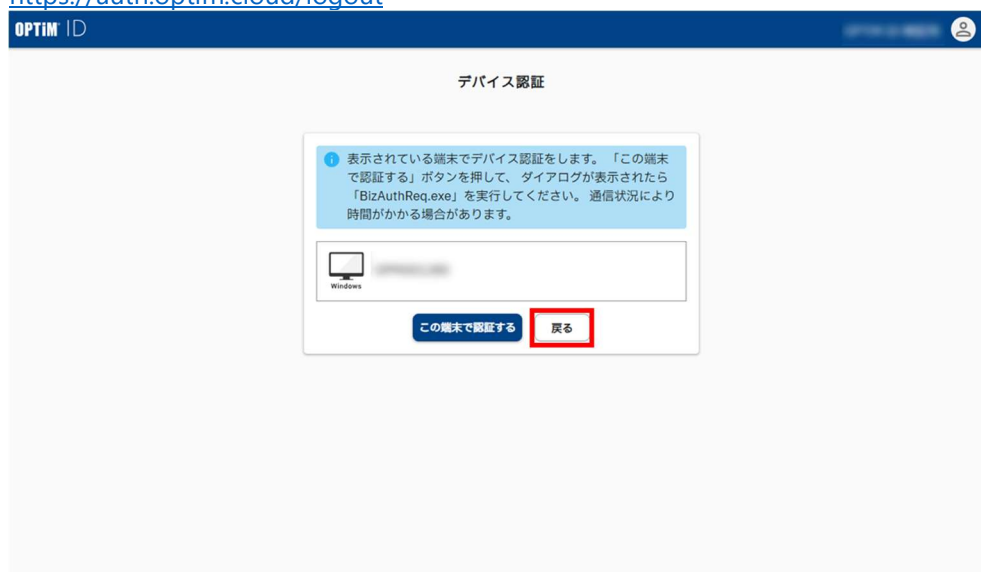 https://auth.optim.cloud/logout
OPTiM ID
デバイス認証
表示されている端末でデバイス認証をします。 「この端末
で認証する」ボタンを押して、 ダイアログが表示されたら
「BizAuthReq.exe」を実行してください。 通信状況により
時間がかかる場合があります。
Windows
この端末で認証する 戻る